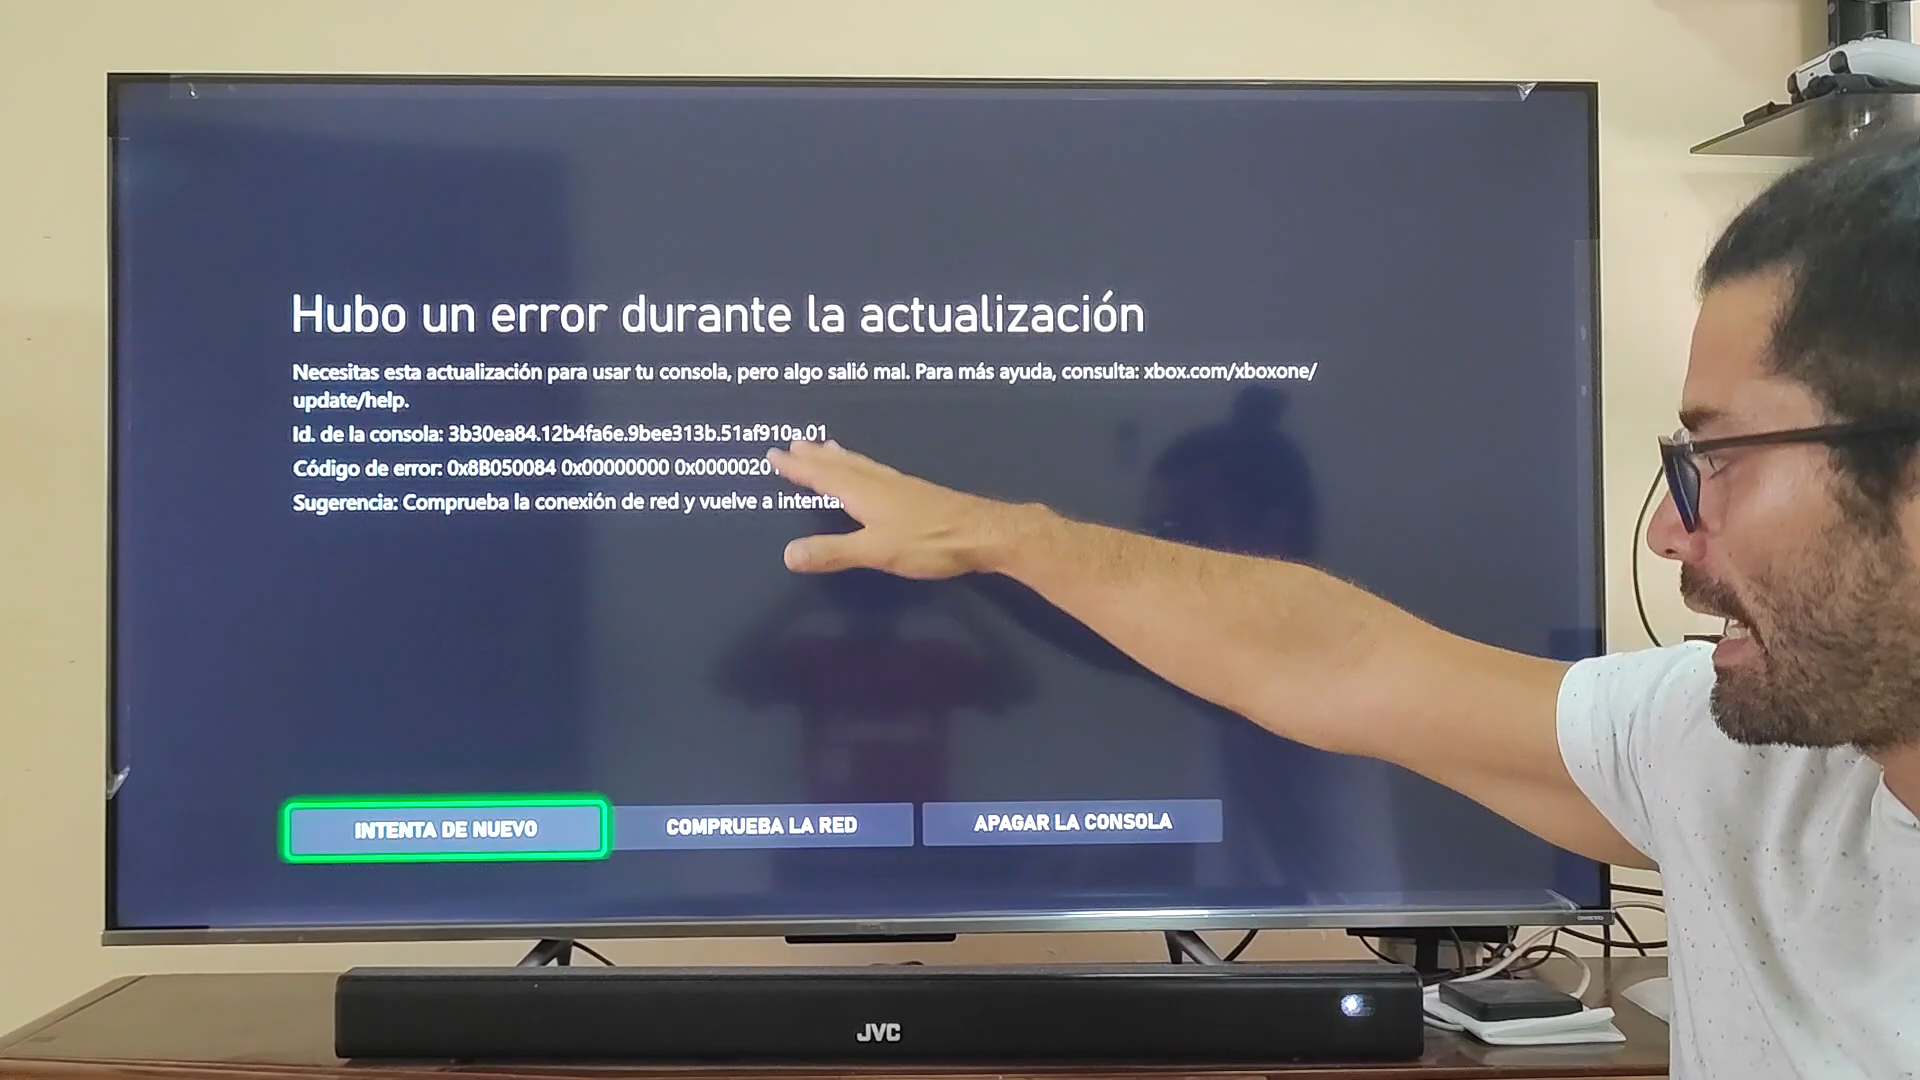 Hubo un error durante la actualización
Necesitas esta actualización para usar tu consola, pero algo salió mal. Para más ayuda, consulta: xbox.com/xboxone/
update/help.
Id. de la consola: 3b30ea84.12b4fa6e.9bee313b.51af910a.01
Código de error: 0x8B050084 0x00000000
Sugerencia: Comprueba la conexión de red y vuelve a
INTENTA DE NUEVO
COMPRUEBA LA RED
APAGAR LA CONSOLA
JVC